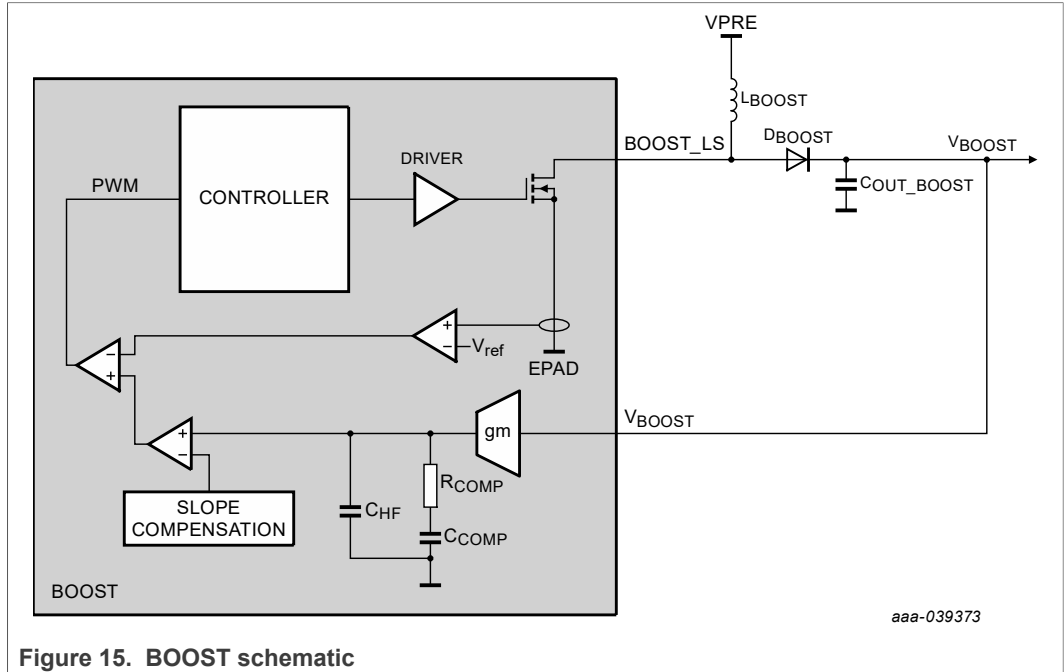 VPRE
LBOOST
DBOOST
BOOST_LS
VBOOST
DRIVER
COUT_BOOST
PWM
CONTROLLER
+
−
Vref
−
+
EPAD
VBOOST
gm
+
−
RCOMP
SLOPE
COMPENSATION
CHF
CCOMP
BOOST
aaa-039373
Figure 15. BOOST schematic